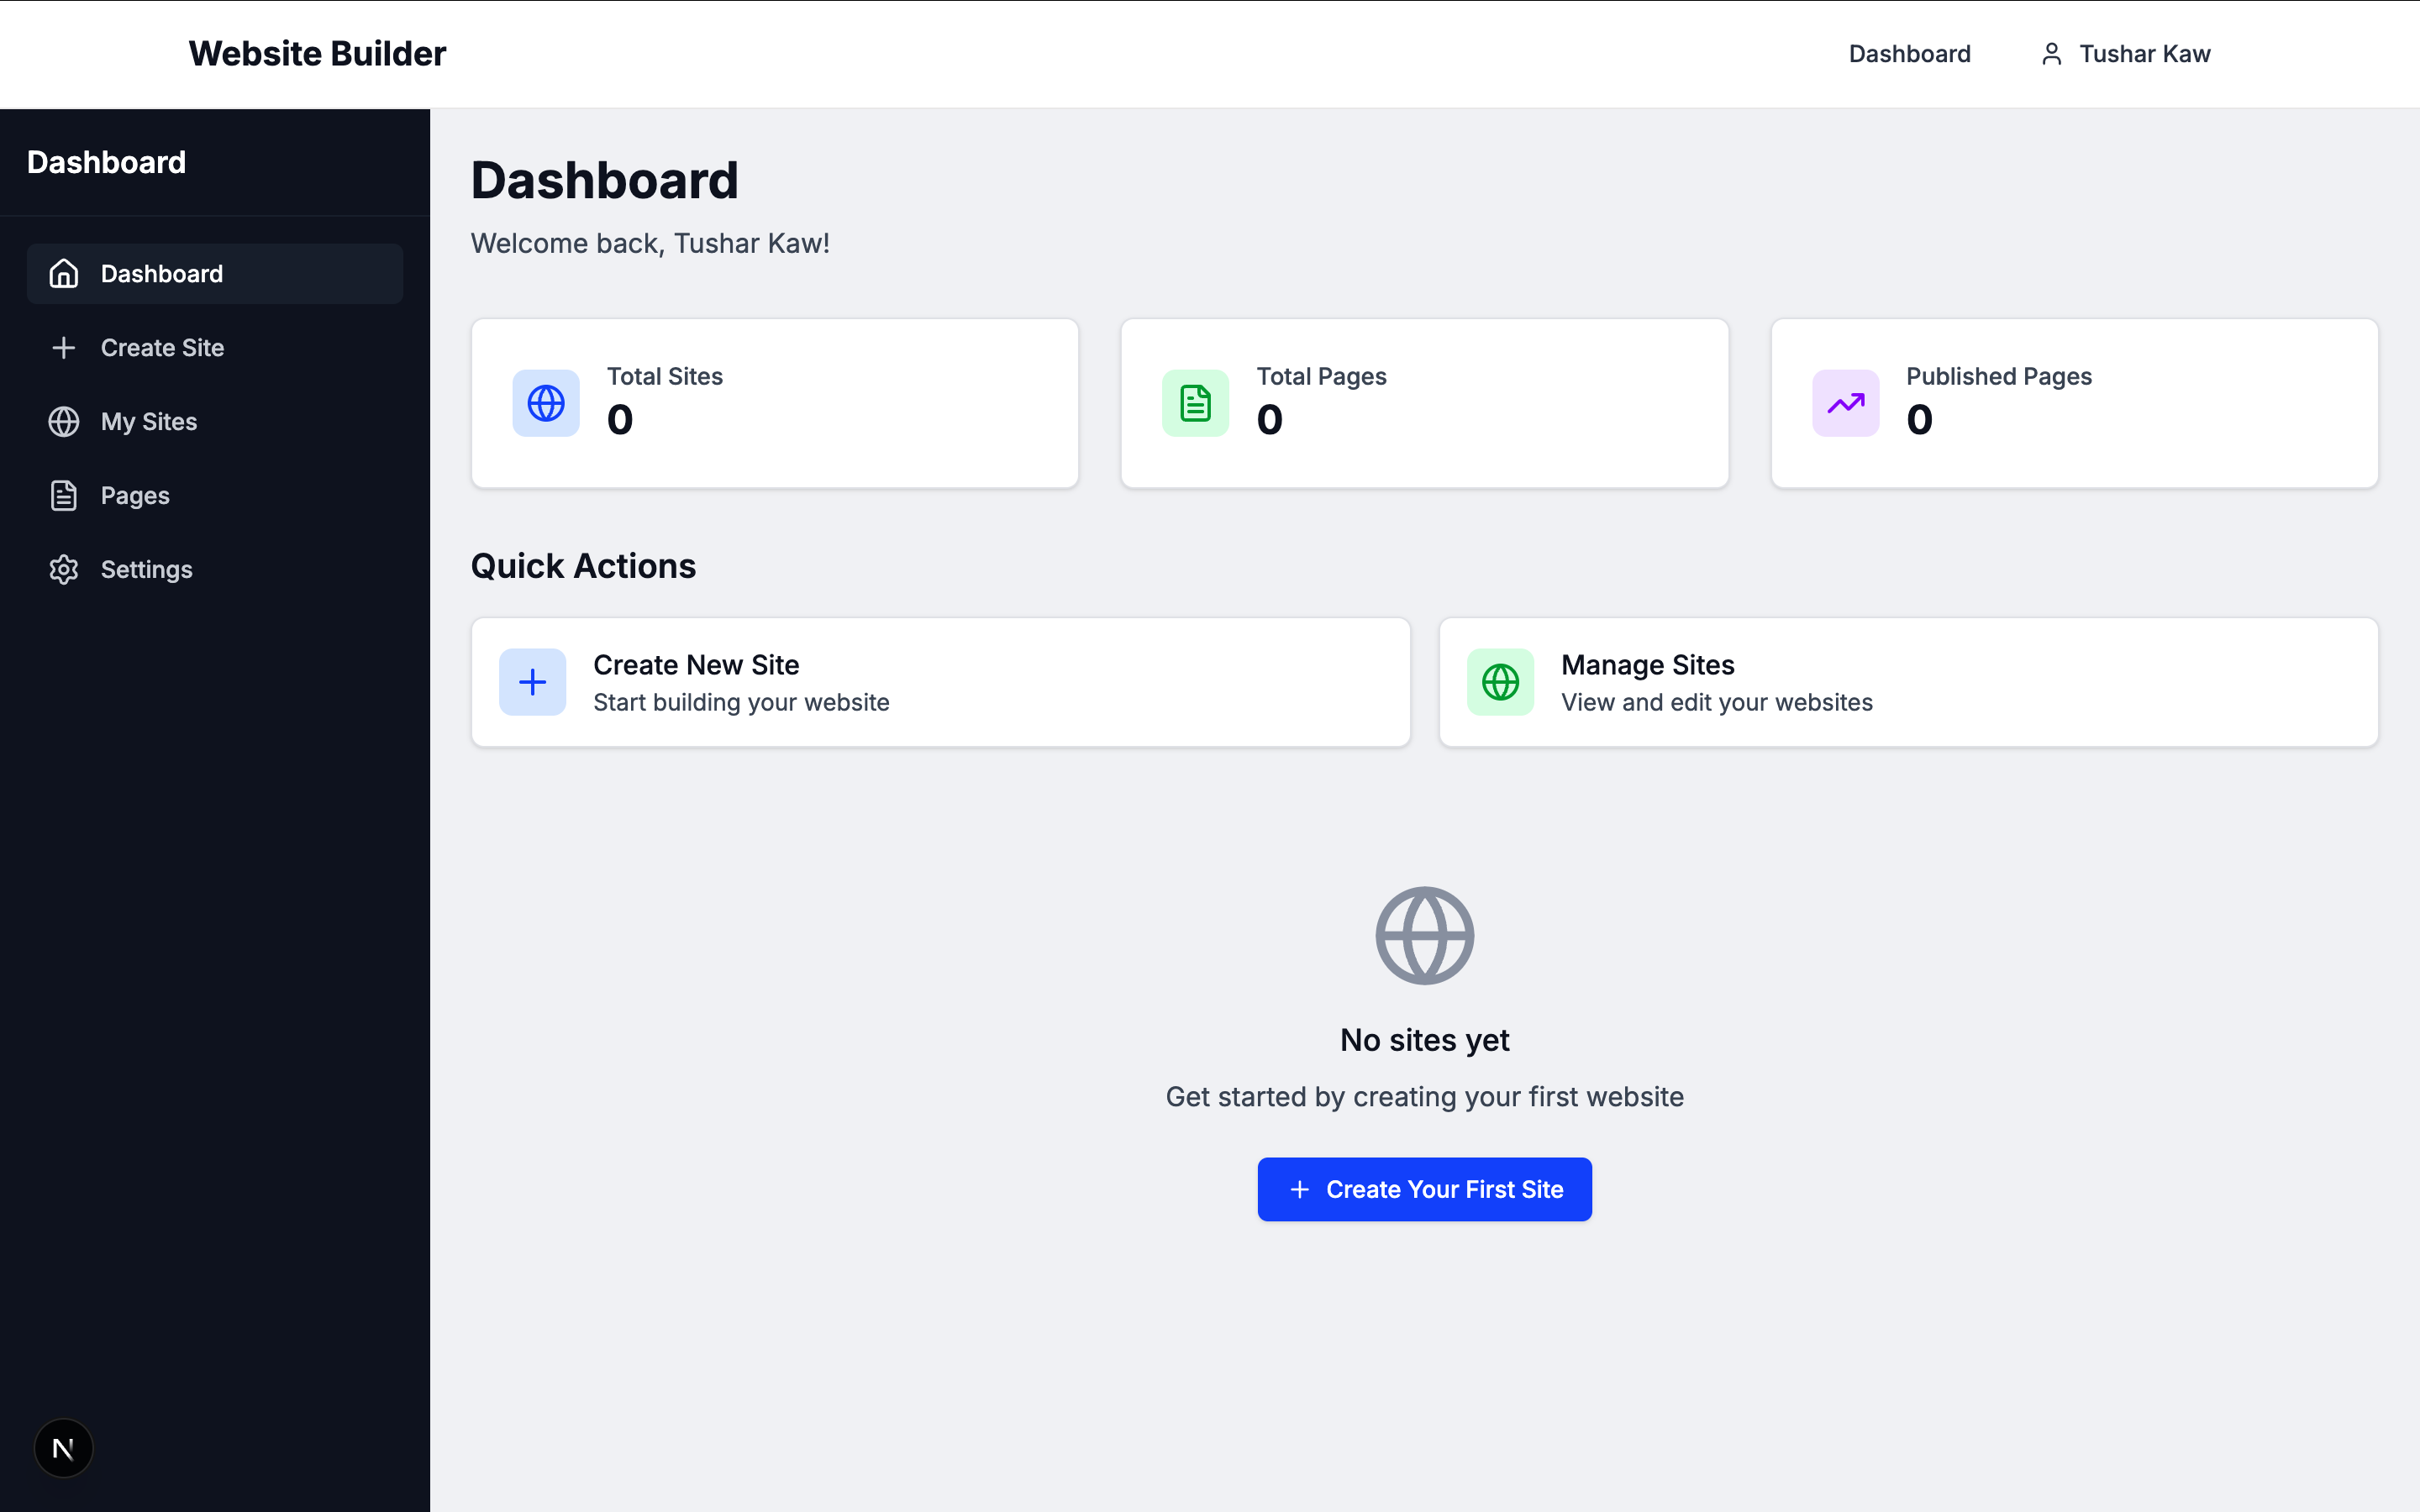 Website Builder
Dashboard
Tushar Kaw
Dashboard
Dashboard
Create Site
My Sites
Pages
Settings
Dashboard
Welcome back, Tushar Kaw!
Total Sites
0
Total Pages
0
Published Pages
0
Quick Actions
Create New Site
Start building your website
Manage Sites
View and edit your websites
No sites yet
Get started by creating your first website
Create Your First Site
N